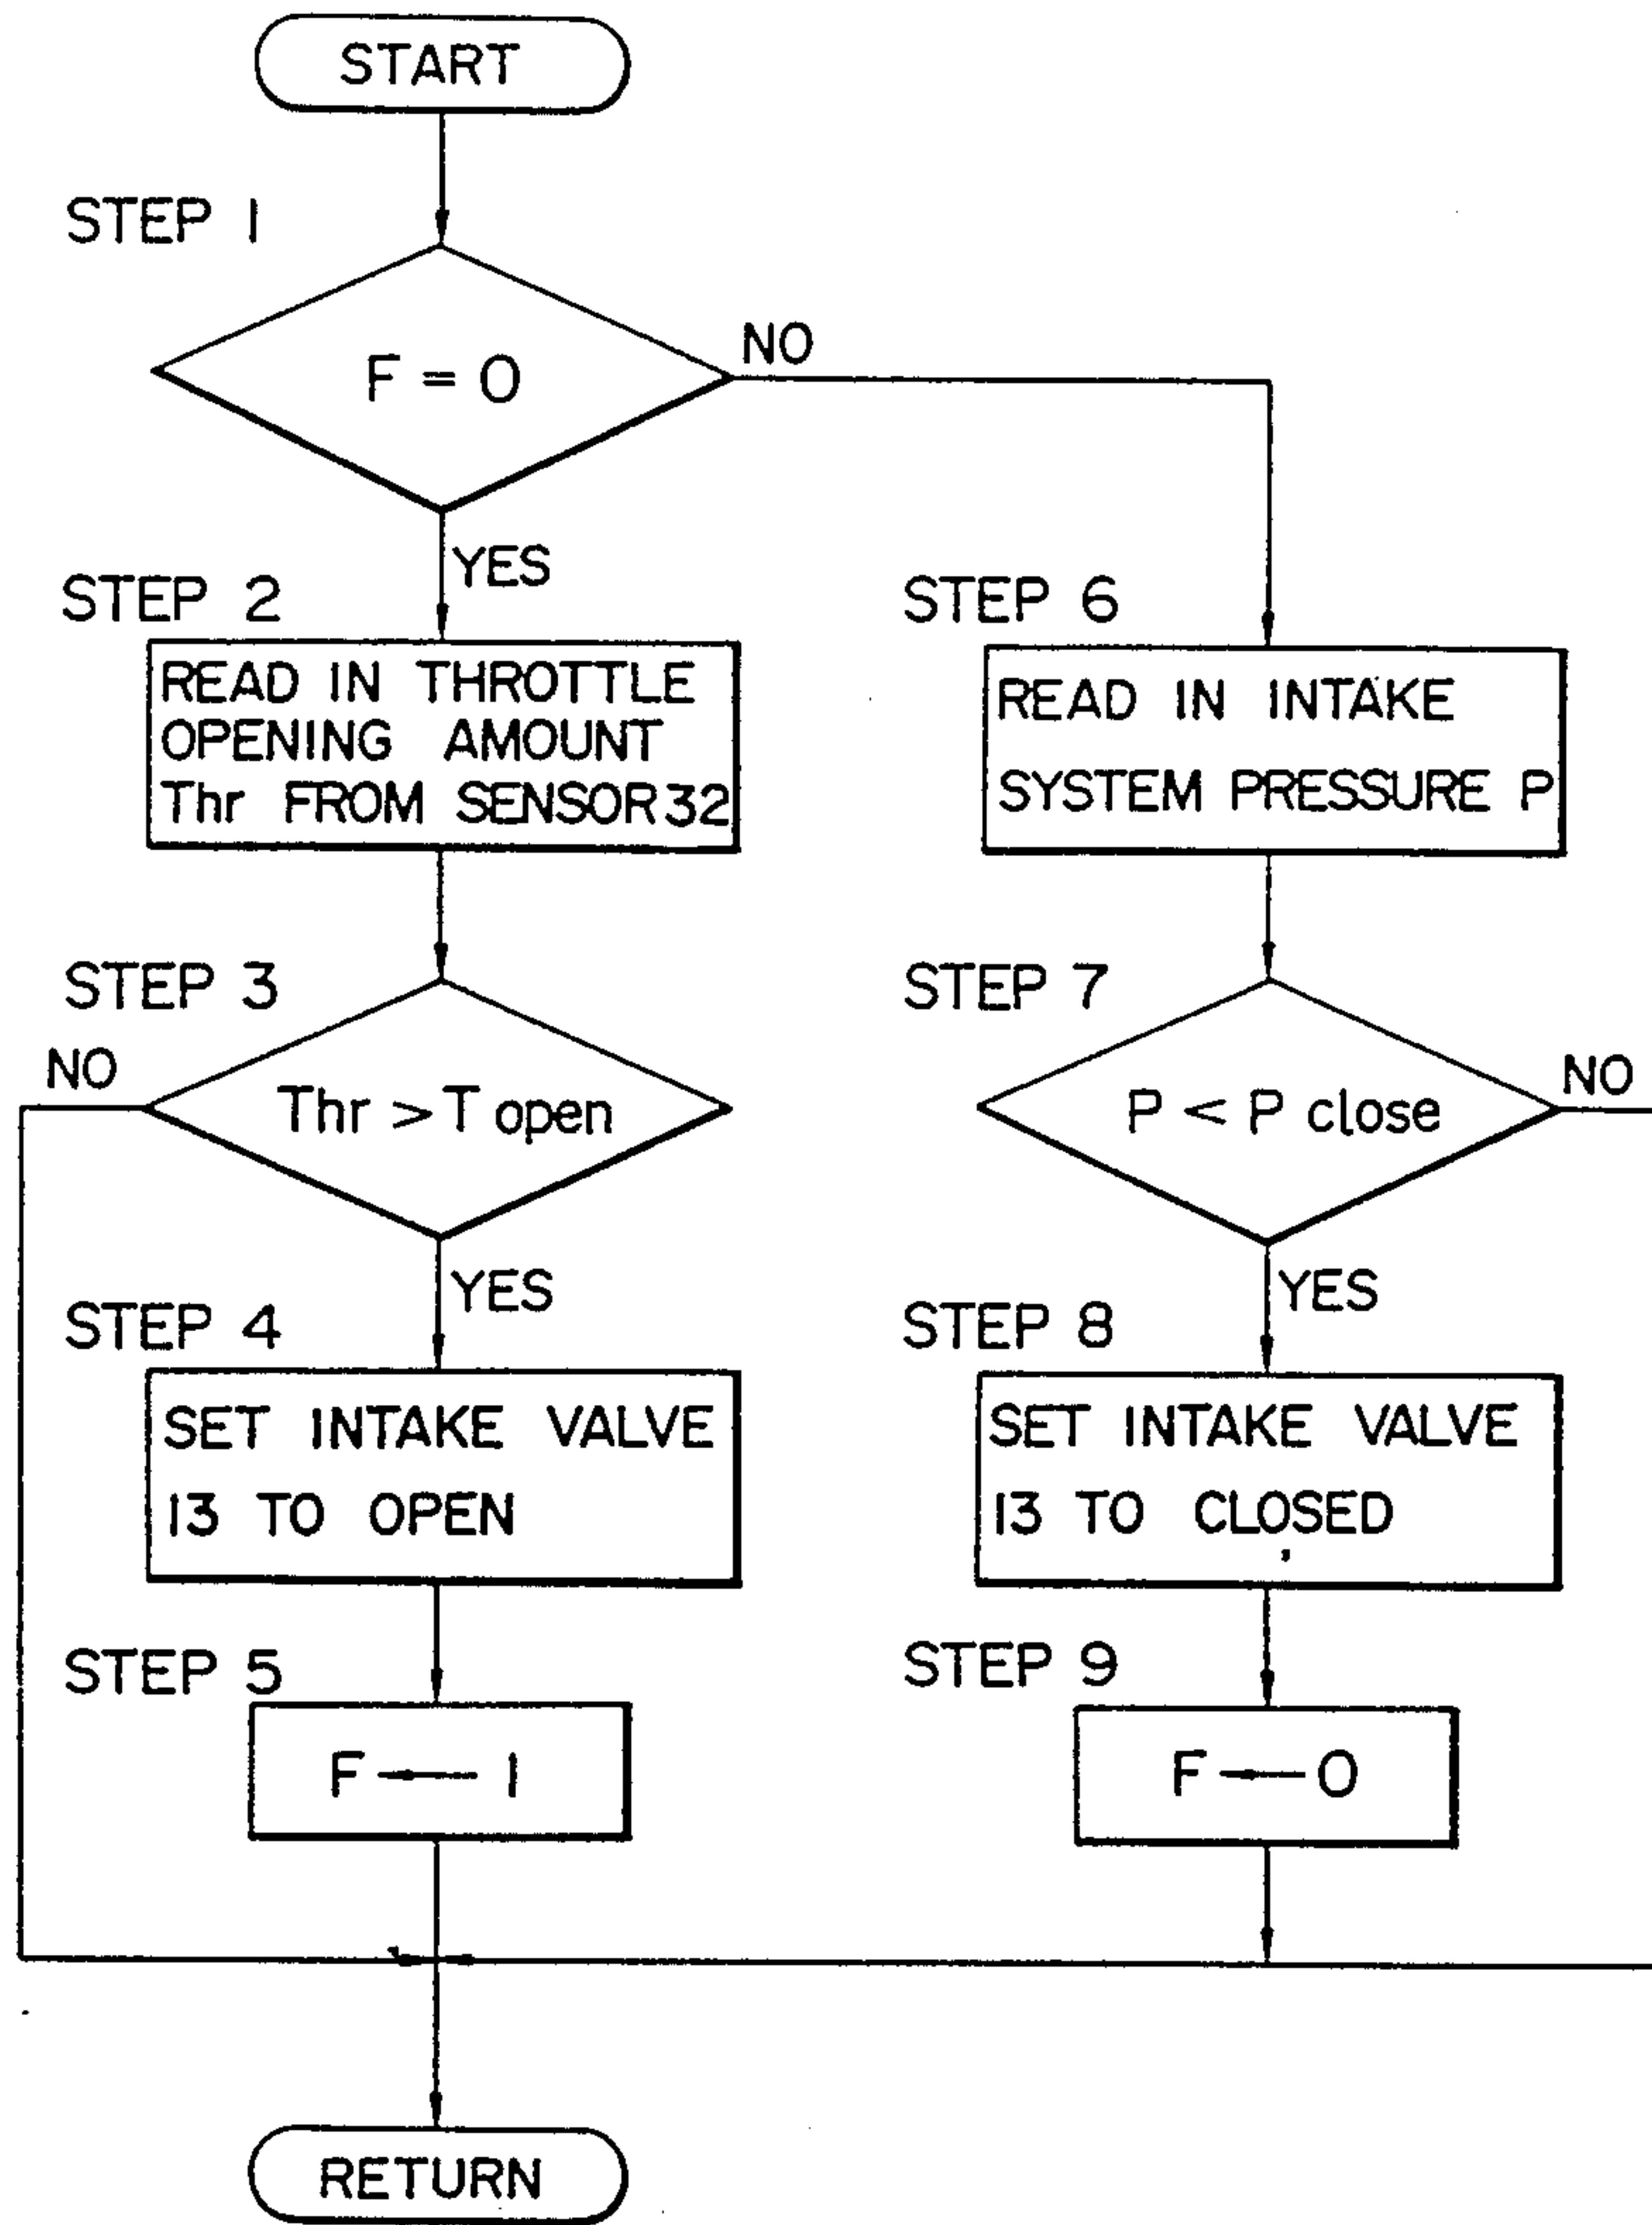 START
STEP 1
F = 0
NO
YES
STEP 2
READ IN THROTTLE
OPENING AMOUNT
Thr FROM SENSOR 32
STEP 3
NO
Thr > T open
YES
STEP 4
SET INTAKE VALVE
13 TO OPEN
STEP 5
F ← 1
STEP 6
READ IN INTAKE
SYSTEM PRESSURE P
STEP 7
P < P close
NO
YES
STEP 8
SET INTAKE VALVE
13 TO CLOSED
STEP 9
F ← 0
RETURN